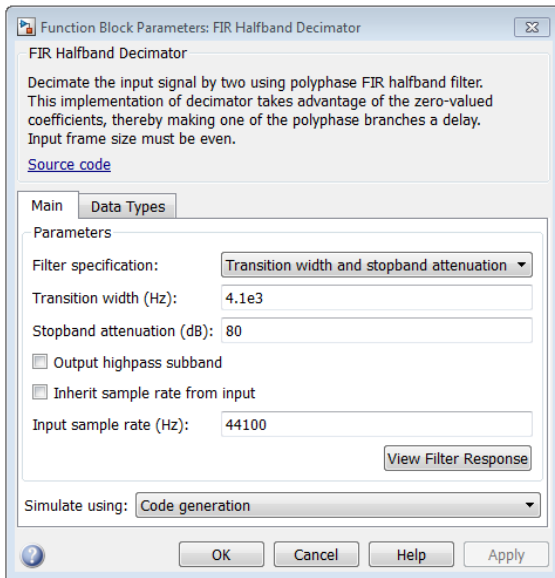 Function Block Parameters: FIR Halfband Decimator
FIR Halfband Decimator
Decimate the input signal by two using polyphase FIR halfband filter.
This implementation of decimator takes advantage of the zero-valued
coefficients, thereby making one of the polyphase branches a delay.
Input frame size must be even.
Source code
Main Data Types
Parameters
Filter specification: Transition width and stopband attenuation
Transition width (Hz): 4.1e3
Stopband attenuation (dB): 80
Output highpass subband
Inherit sample rate from input
Input sample rate (Hz): 44100
View Filter Response
Simulate using: Code generation
OK Cancel Help Apply